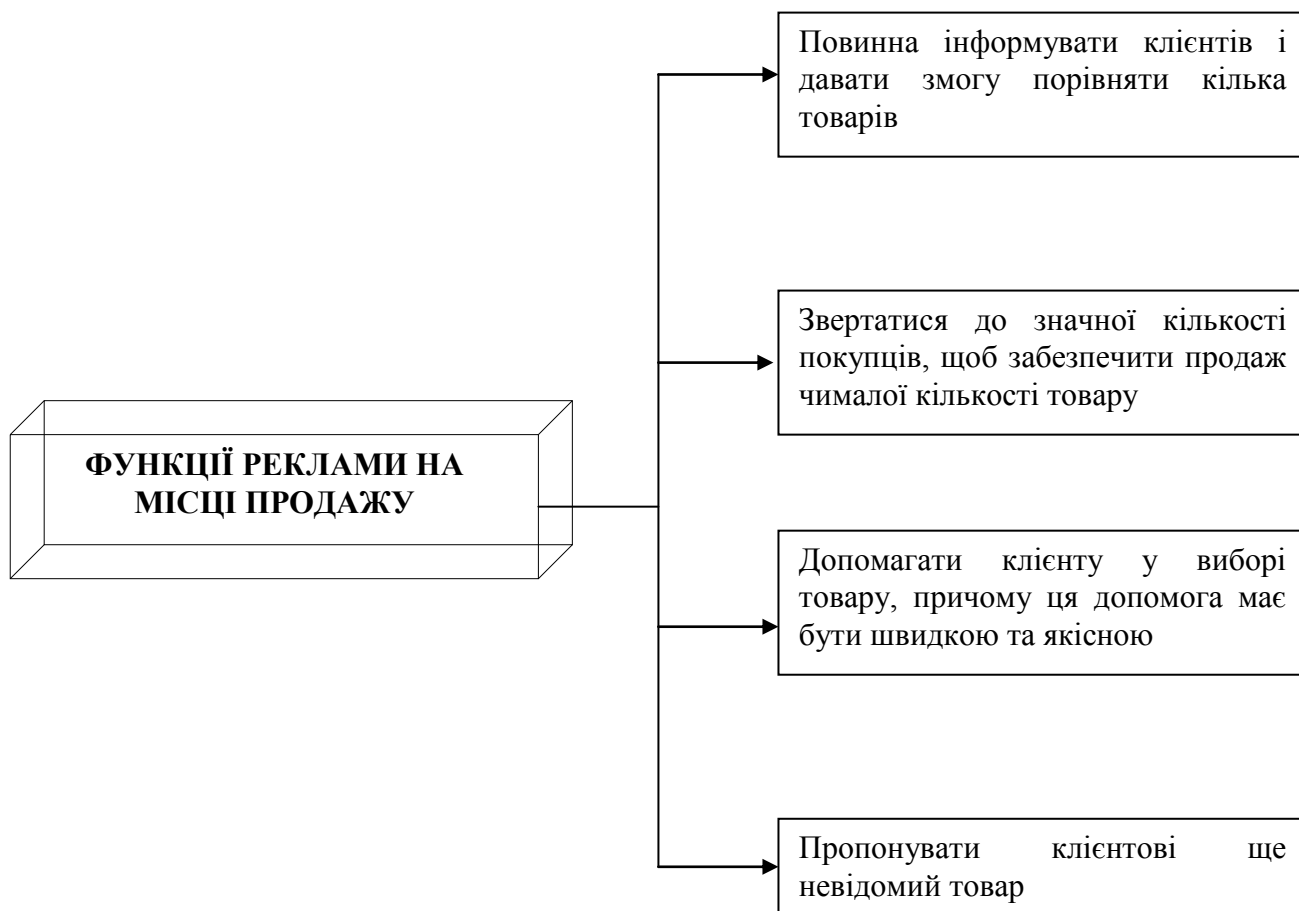 Повинна інформувати клієнтів і
давати змогу порівняти кілька
товарів
Звертатися до значної кількості
покупців, щоб забезпечити продаж
чималої кількості товару
ФУНКЦІЇ РЕКЛАМИ НА
МІСЦІ ПРОДАЖУ
Допомагати клієнту у виборі
товару, причому ця допомога має
бути швидкою та якісною
Пропонувати клієнтові ще
невідомий товар